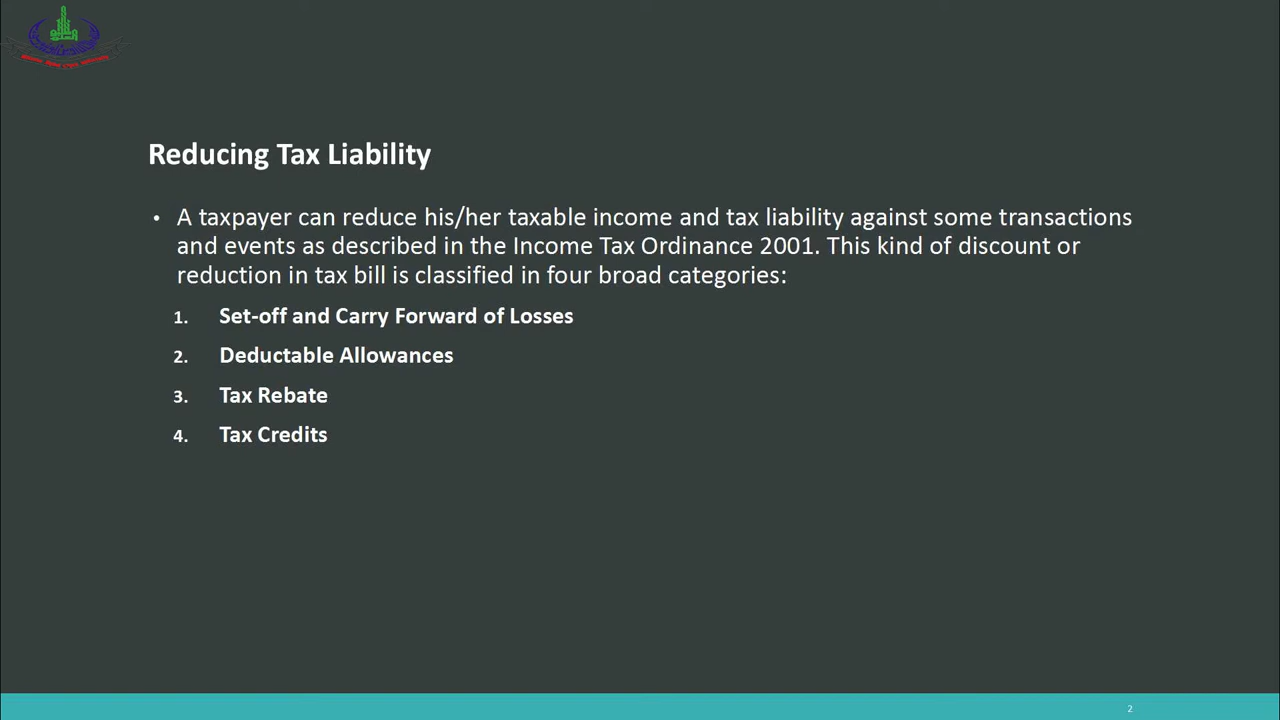 Reducing Tax Liability
• A taxpayer can reduce his/her taxable income and tax liability against some transactions
and events as described in the Income Tax Ordinance 2001. This kind of discount or
reduction in tax bill is classified in four broad categories:
1. Set-off and Carry Forward of Losses
2. Deductable Allowances
3. Tax Rebate
4. Tax Credits
2